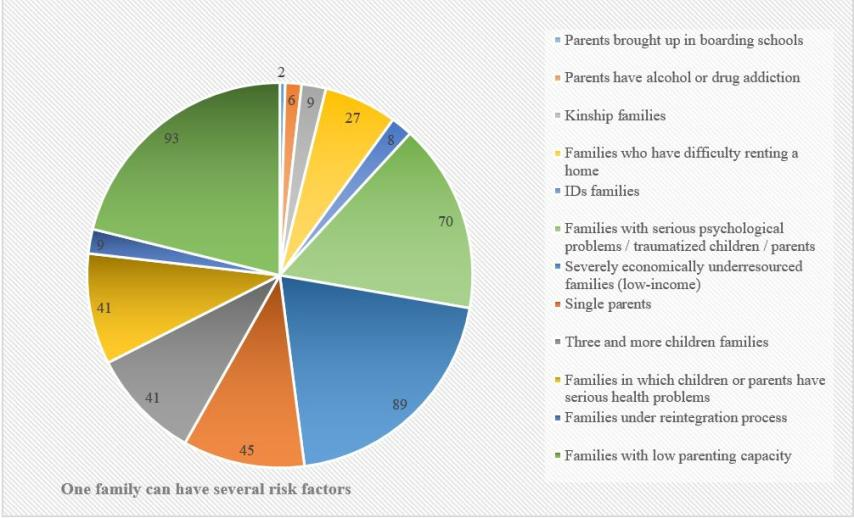 2
6
9
27
8
70
89
45
41
41
9
93
Parents brought up in boarding schools
Parents have alcohol or drug addiction
Kinship families
Families who have difficulty renting a
home
IDs families
Families with serious psychological
problems / traumatized children / parents
Severely economically underresourced
families (low-income)
Single parents
Three and more children families
Families in which children or parents have
serious health problems
Families under reintegration process
Families with low parenting capacity
One family can have several risk factors